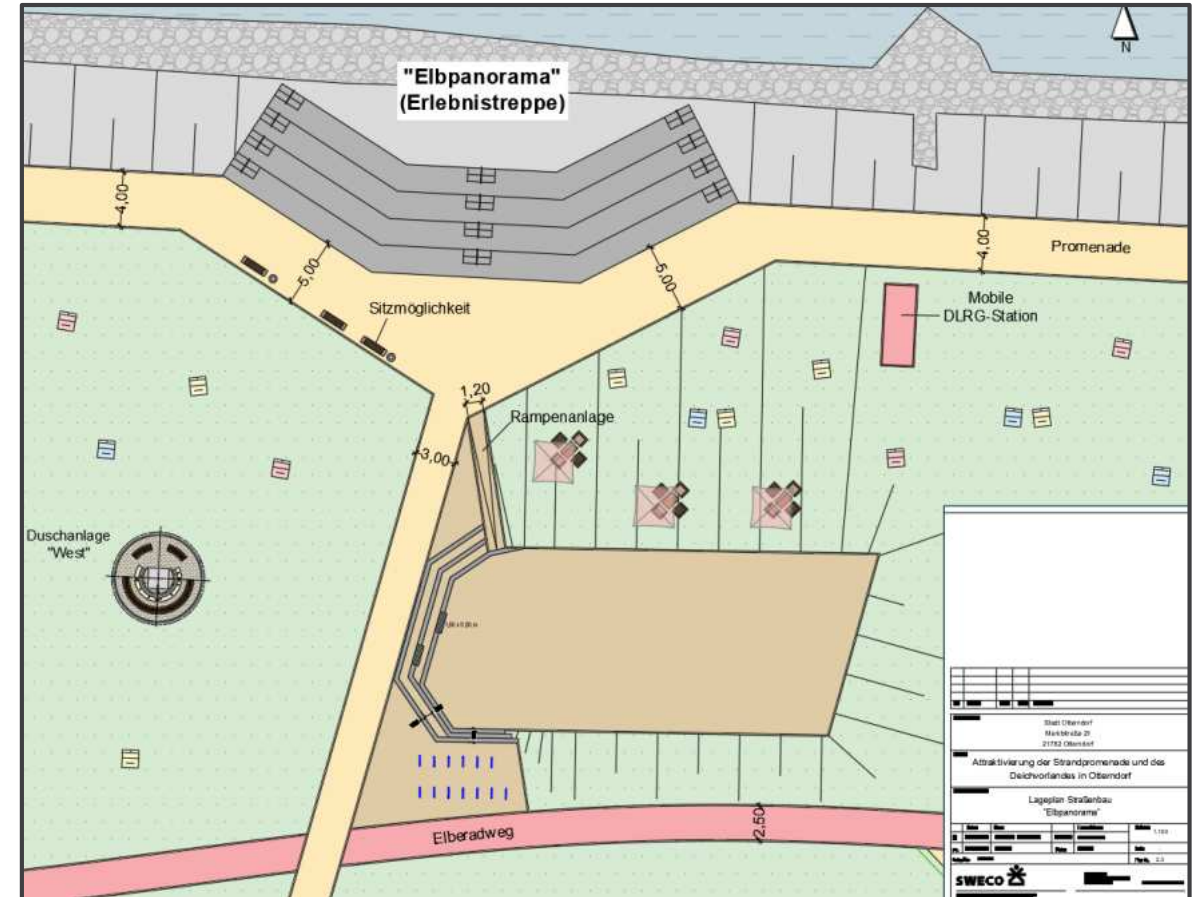 "Elbpanorama"
(Erlebnistreppe)
N
4,00
5,00
5,00
4,00
Promenade
Sitzmöglichkeit
Mobile
DLRG-Station
1,20
Rampenanlage
3,00
Duschanlage
"West"
Elberadweg
2,50
Stadt Otterndorf
Marktstraße 21
21762 Otterndorf
Attraktivierung der Strandpromenade und des
Deichvorlandes in Otterndorf
Lageplan Straßenbau
"Elbpanorama"
SWECO